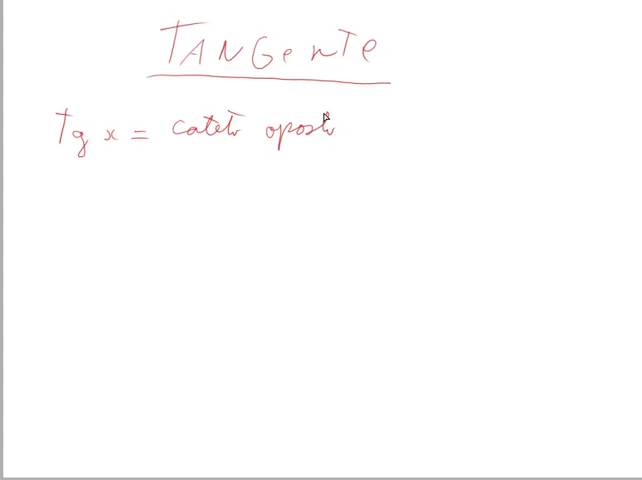 TANGenTe
Tg x = cateto oposto